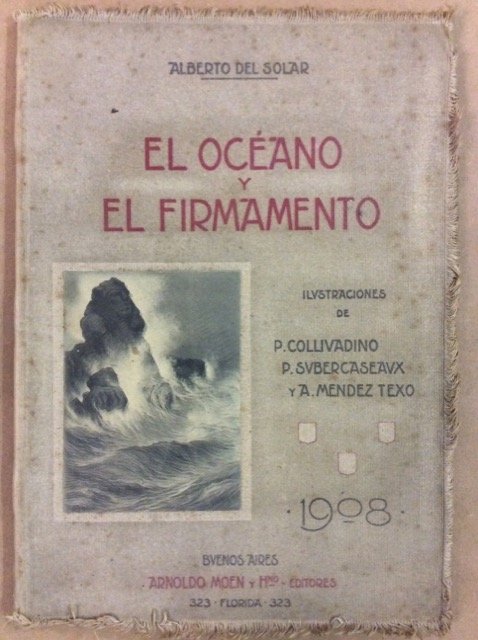 ALBERTO DEL SOLAR
EL OCÉANO
Y
EL FIRMAMENTO
ILVSTRACIONES
DE
P. COLLIVADINO
P. SVBERCASEAVX
Y A. MENDEZ TEXO
·1908·
BVENOS AIRES
·ARNOLDO MOEN Y Hno·EDITORES
323·FLORIDA·323